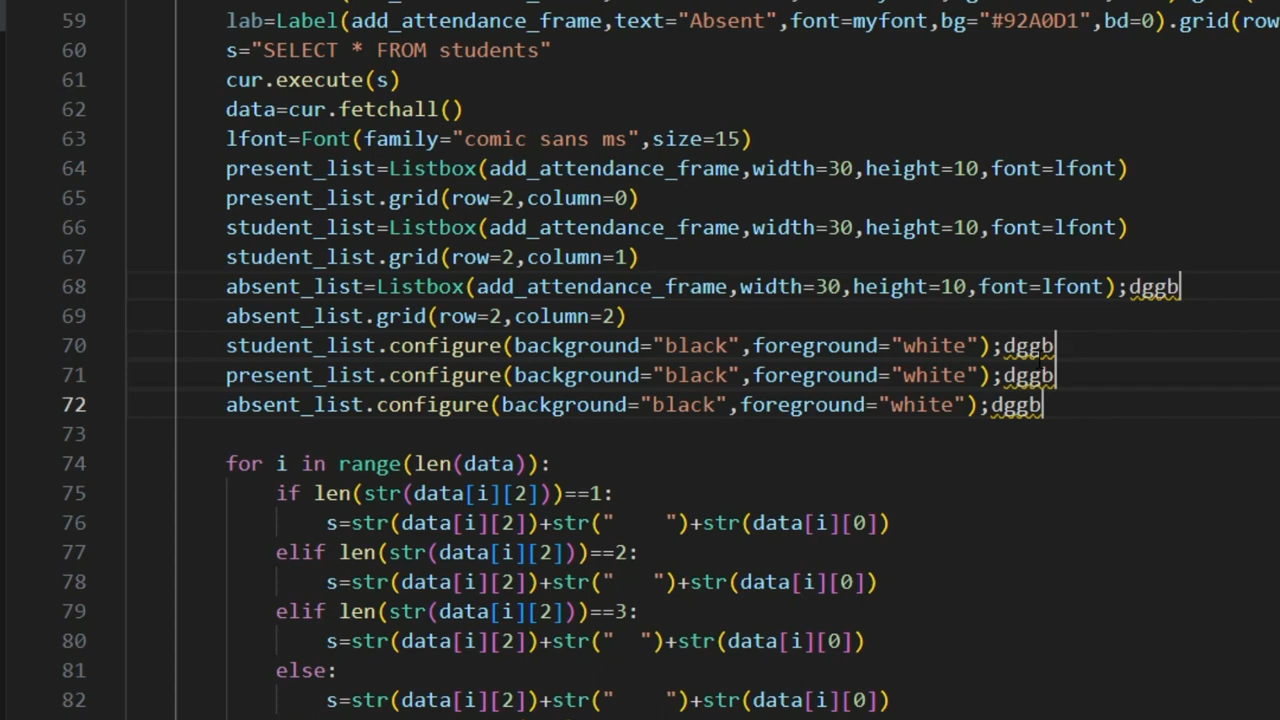 59 lab=Label(add_attendance_frame,text="Absent",font=myfont,bg="#92A0D1",bd=0).grid(row
60 s="SELECT * FROM students"
61 cur.execute(s)
62 data=cur.fetchall()
63 lfont=Font(family="comic sans ms",size=15)
64 present_list=Listbox(add_attendance_frame,width=30,height=10,font=lfont)
65 present_list.grid(row=2,column=0)
66 student_list=Listbox(add_attendance_frame,width=30,height=10,font=lfont)
67 student_list.grid(row=2,column=1)
68 absent_list=Listbox(add_attendance_frame,width=30,height=10,font=lfont);dggb
69 absent_list.grid(row=2,column=2)
70 student_list.configure(background="black",foreground="white");dggb
71 present_list.configure(background="black",foreground="white");dggb
72 absent_list.configure(background="black",foreground="white");dggb
73
74 for i in range(len(data)):
75 if len(str(data[i][2]))==1:
76 s=str(data[i][2])+str("    ")+str(data[i][0])
77 elif len(str(data[i][2]))==2:
78 s=str(data[i][2])+str("   ")+str(data[i][0])
79 elif len(str(data[i][2]))==3:
80 s=str(data[i][2])+str("  ")+str(data[i][0])
81 else:
82 s=str(data[i][2])+str("    ")+str(data[i][0])